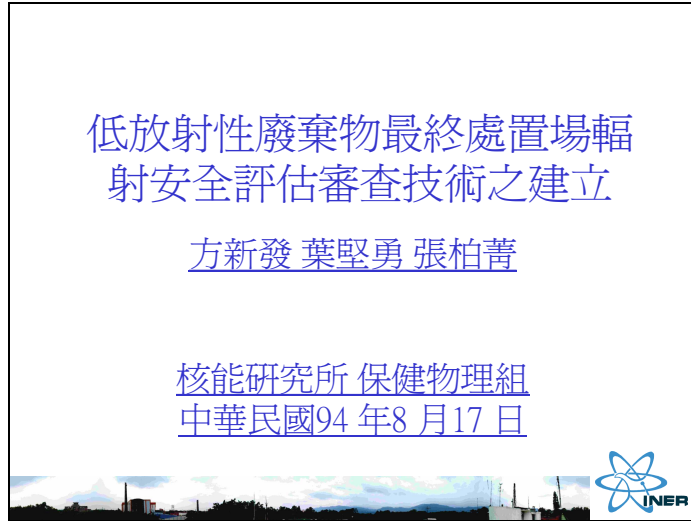 低放射性廢棄物最終處置場輻
射安全評估審查技術之建立
方新發 葉堅勇 張柏菁
核能研究所 保健物理組
中華民國94 年8 月17 日
INER